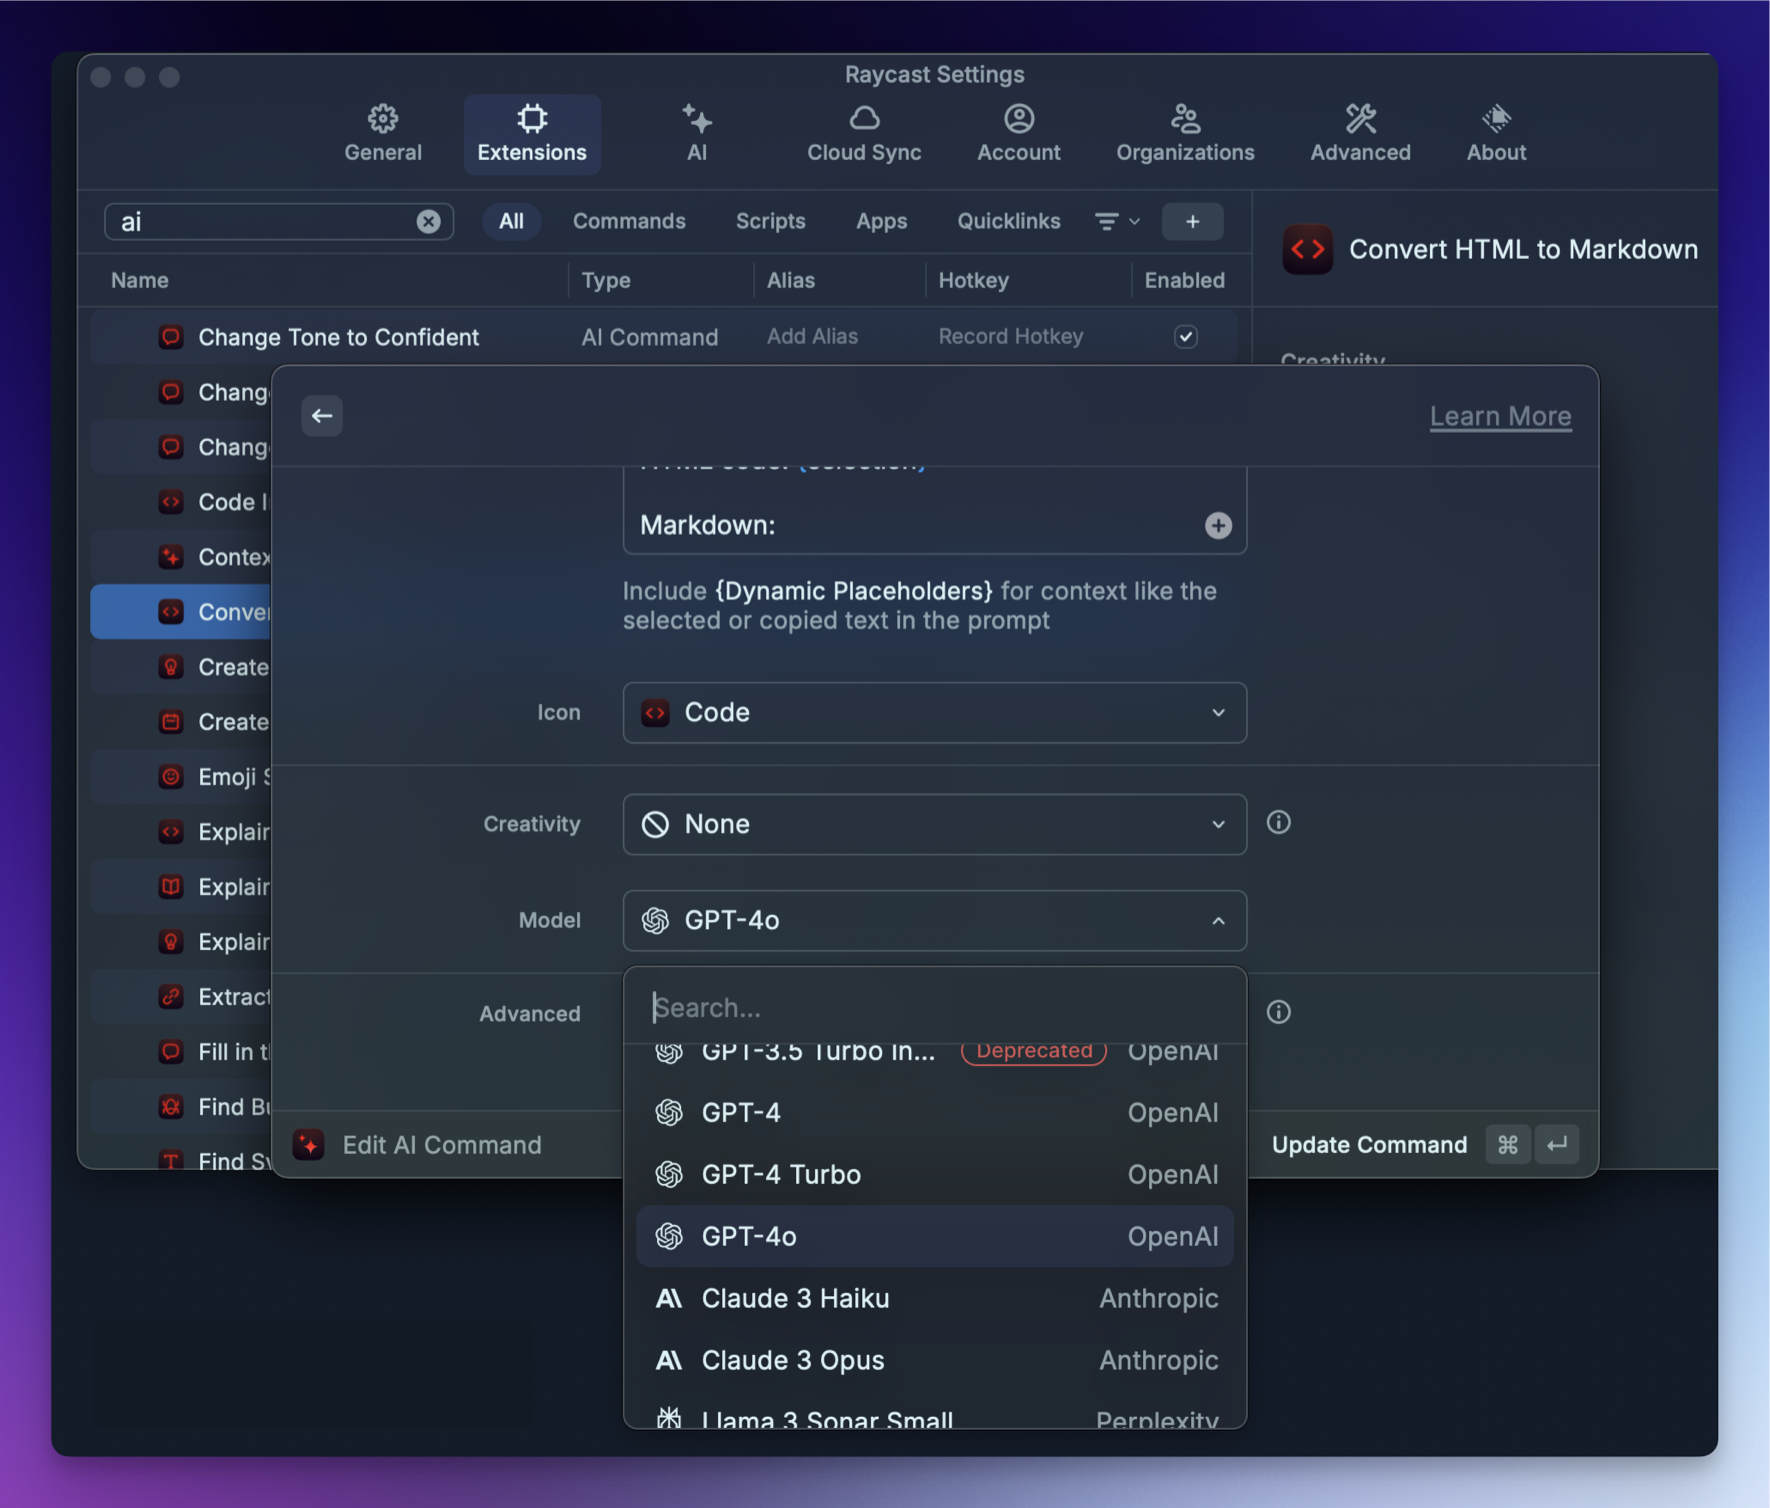 Raycast Settings
General
Extensions
AI
Cloud Sync
Account
Organizations
Advanced
About
ai
All
Commands
Scripts
Apps
Quicklinks
+
Convert HTML to Markdown
Name
Type
Alias
Hotkey
Enabled
Change Tone to Confident
AI Command
Add Alias
Record Hotkey
Creativity
Chang
Chang
Code I
Contex
Conver
Create
Create
Emoji S
Explair
Explair
Explair
Extract
Fill in t
Find Bu
Find Sv
Learn More
HTML code: {selection}
Markdown:
Include {Dynamic Placeholders} for context like the
selected or copied text in the prompt
Icon
Code
Creativity
None
Model
GPT-4o
Advanced
Search...
GPT-3.5 Turbo In... Deprecated OpenAI
GPT-4 OpenAI
GPT-4 Turbo OpenAI
GPT-4o OpenAI
Claude 3 Haiku Anthropic
Claude 3 Opus Anthropic
Llama 3 Sonar Small Perplexity
Edit AI Command
Update Command ⌘ ↵